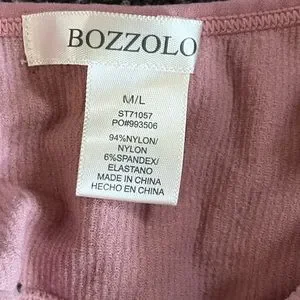 BOZZOLO
M/L
ST71057
PO#993506
94%NYLON/
NYLON
6%SPANDEX/
ELASTANO
MADE IN CHINA
HECHO EN CHINA